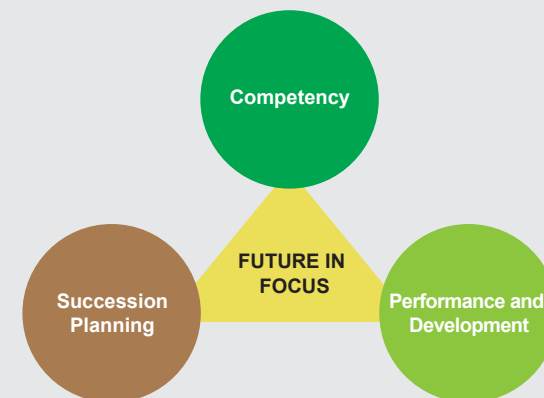 Competency
FUTURE IN
FOCUS
Succession
Planning
Performance and
Development